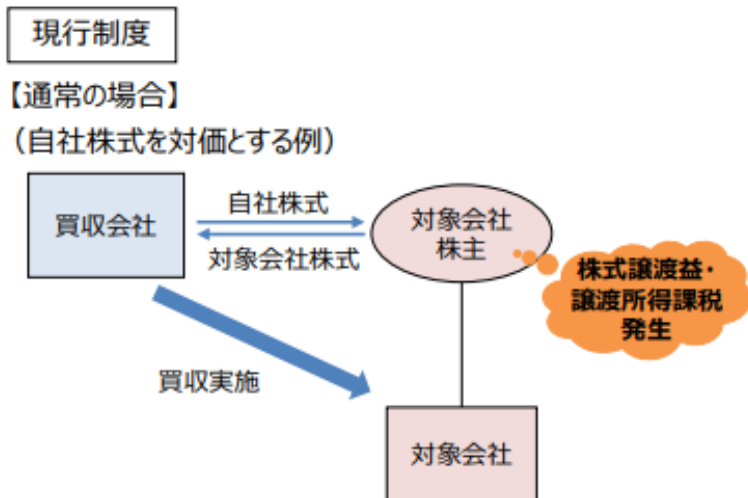 現行制度
【通常の場合】
（自社株式を対価とする例）
買収会社
自社株式
対象会社株式
対象会社
株主
株式譲渡益・
譲渡所得課税
発生
買収実施
対象会社